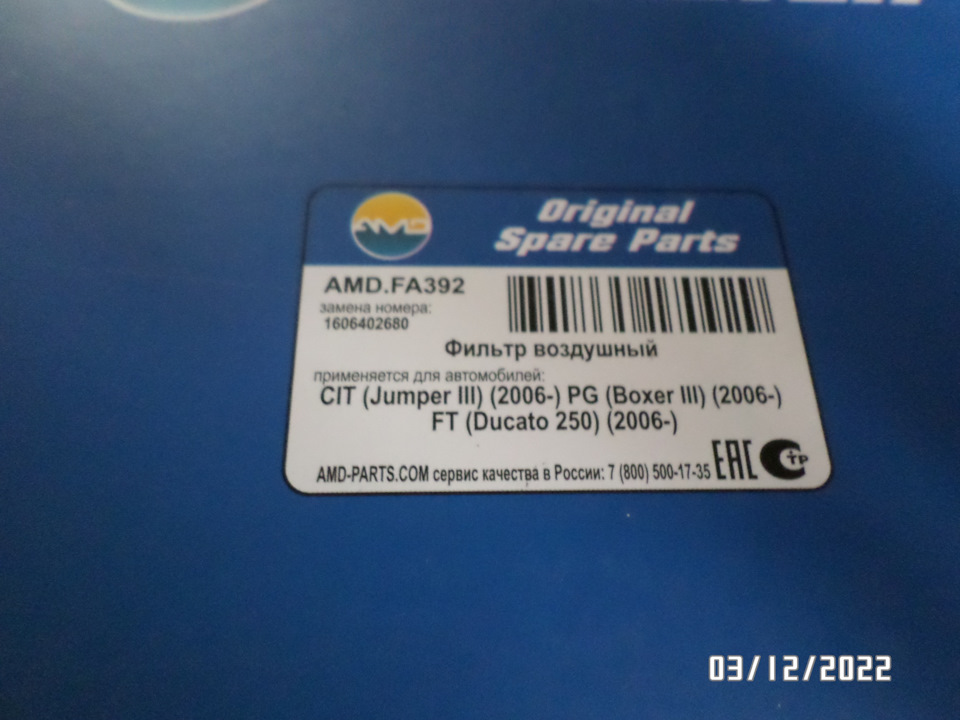 AMD
Original
Spare Parts
AMD.FA392
замена номера:
1606402680
Фильтр воздушный
применяется для автомобилей:
CIT (Jumper III) (2006-) PG (Boxer III) (2006-)
FT (Ducato 250) (2006-)
EAC
СТР
AMD-PARTS.COM сервис качества в России: 7 (800) 500-17-35
03/12/2022